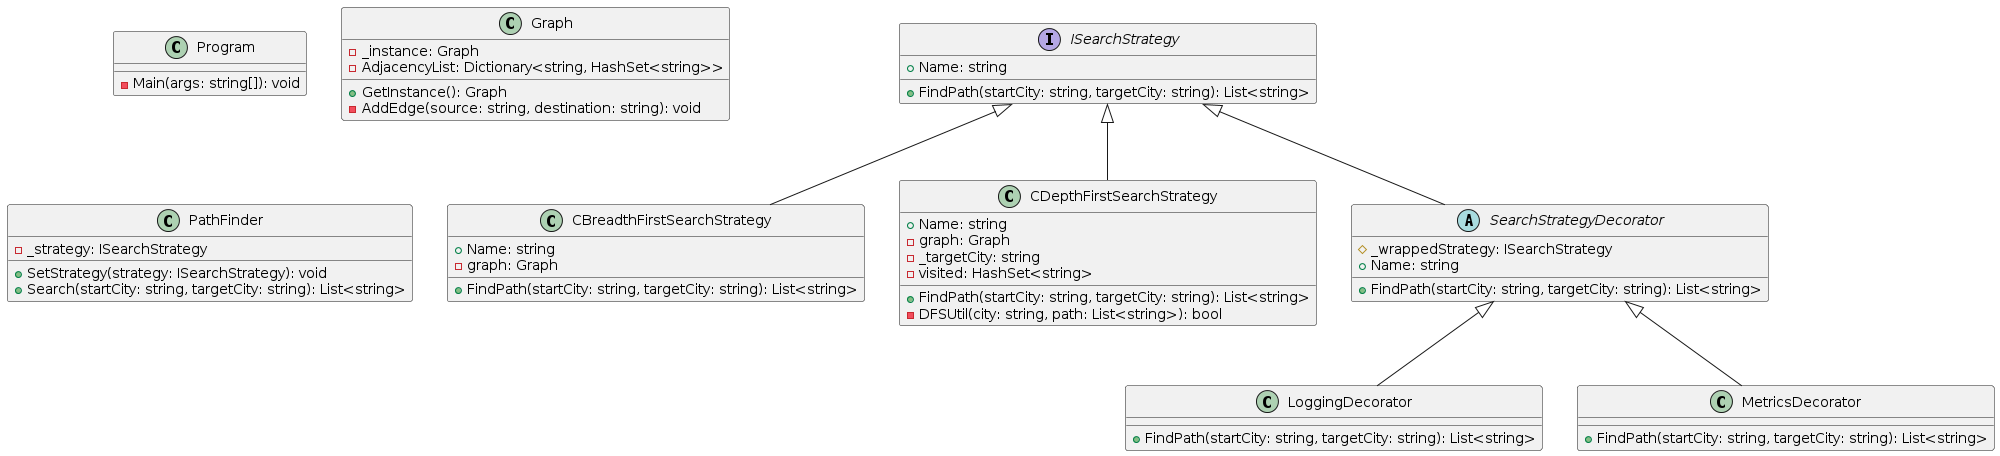 C Program
Main(args: string[]): void
C Graph
_instance: Graph
AdjacencyList: Dictionary<string, HashSet<string>>
GetInstance(): Graph
AddEdge(source: string, destination: string): void
I ISearchStrategy
Name: string
FindPath(startCity: string, targetCity: string): List<string>
C PathFinder
_strategy: ISearchStrategy
SetStrategy(strategy: ISearchStrategy): void
Search(startCity: string, targetCity: string): List<string>
C CBreadthFirstSearchStrategy
Name: string
graph: Graph
FindPath(startCity: string, targetCity: string): List<string>
C CDepthFirstSearchStrategy
Name: string
graph: Graph
_targetCity: string
visited: HashSet<string>
FindPath(startCity: string, targetCity: string): List<string>
DFSUtil(city: string, path: List<string>): bool
A SearchStrategyDecorator
_wrappedStrategy: ISearchStrategy
Name: string
FindPath(startCity: string, targetCity: string): List<string>
C LoggingDecorator
FindPath(startCity: string, targetCity: string): List<string>
C MetricsDecorator
FindPath(startCity: string, targetCity: string): List<string>